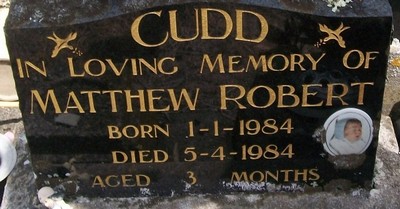 CUDD
IN LOVING MEMORY OF
MATTHEW ROBERT
BORN 1-1-1984
DIED 5-4-1984
AGED 3 MONTHS